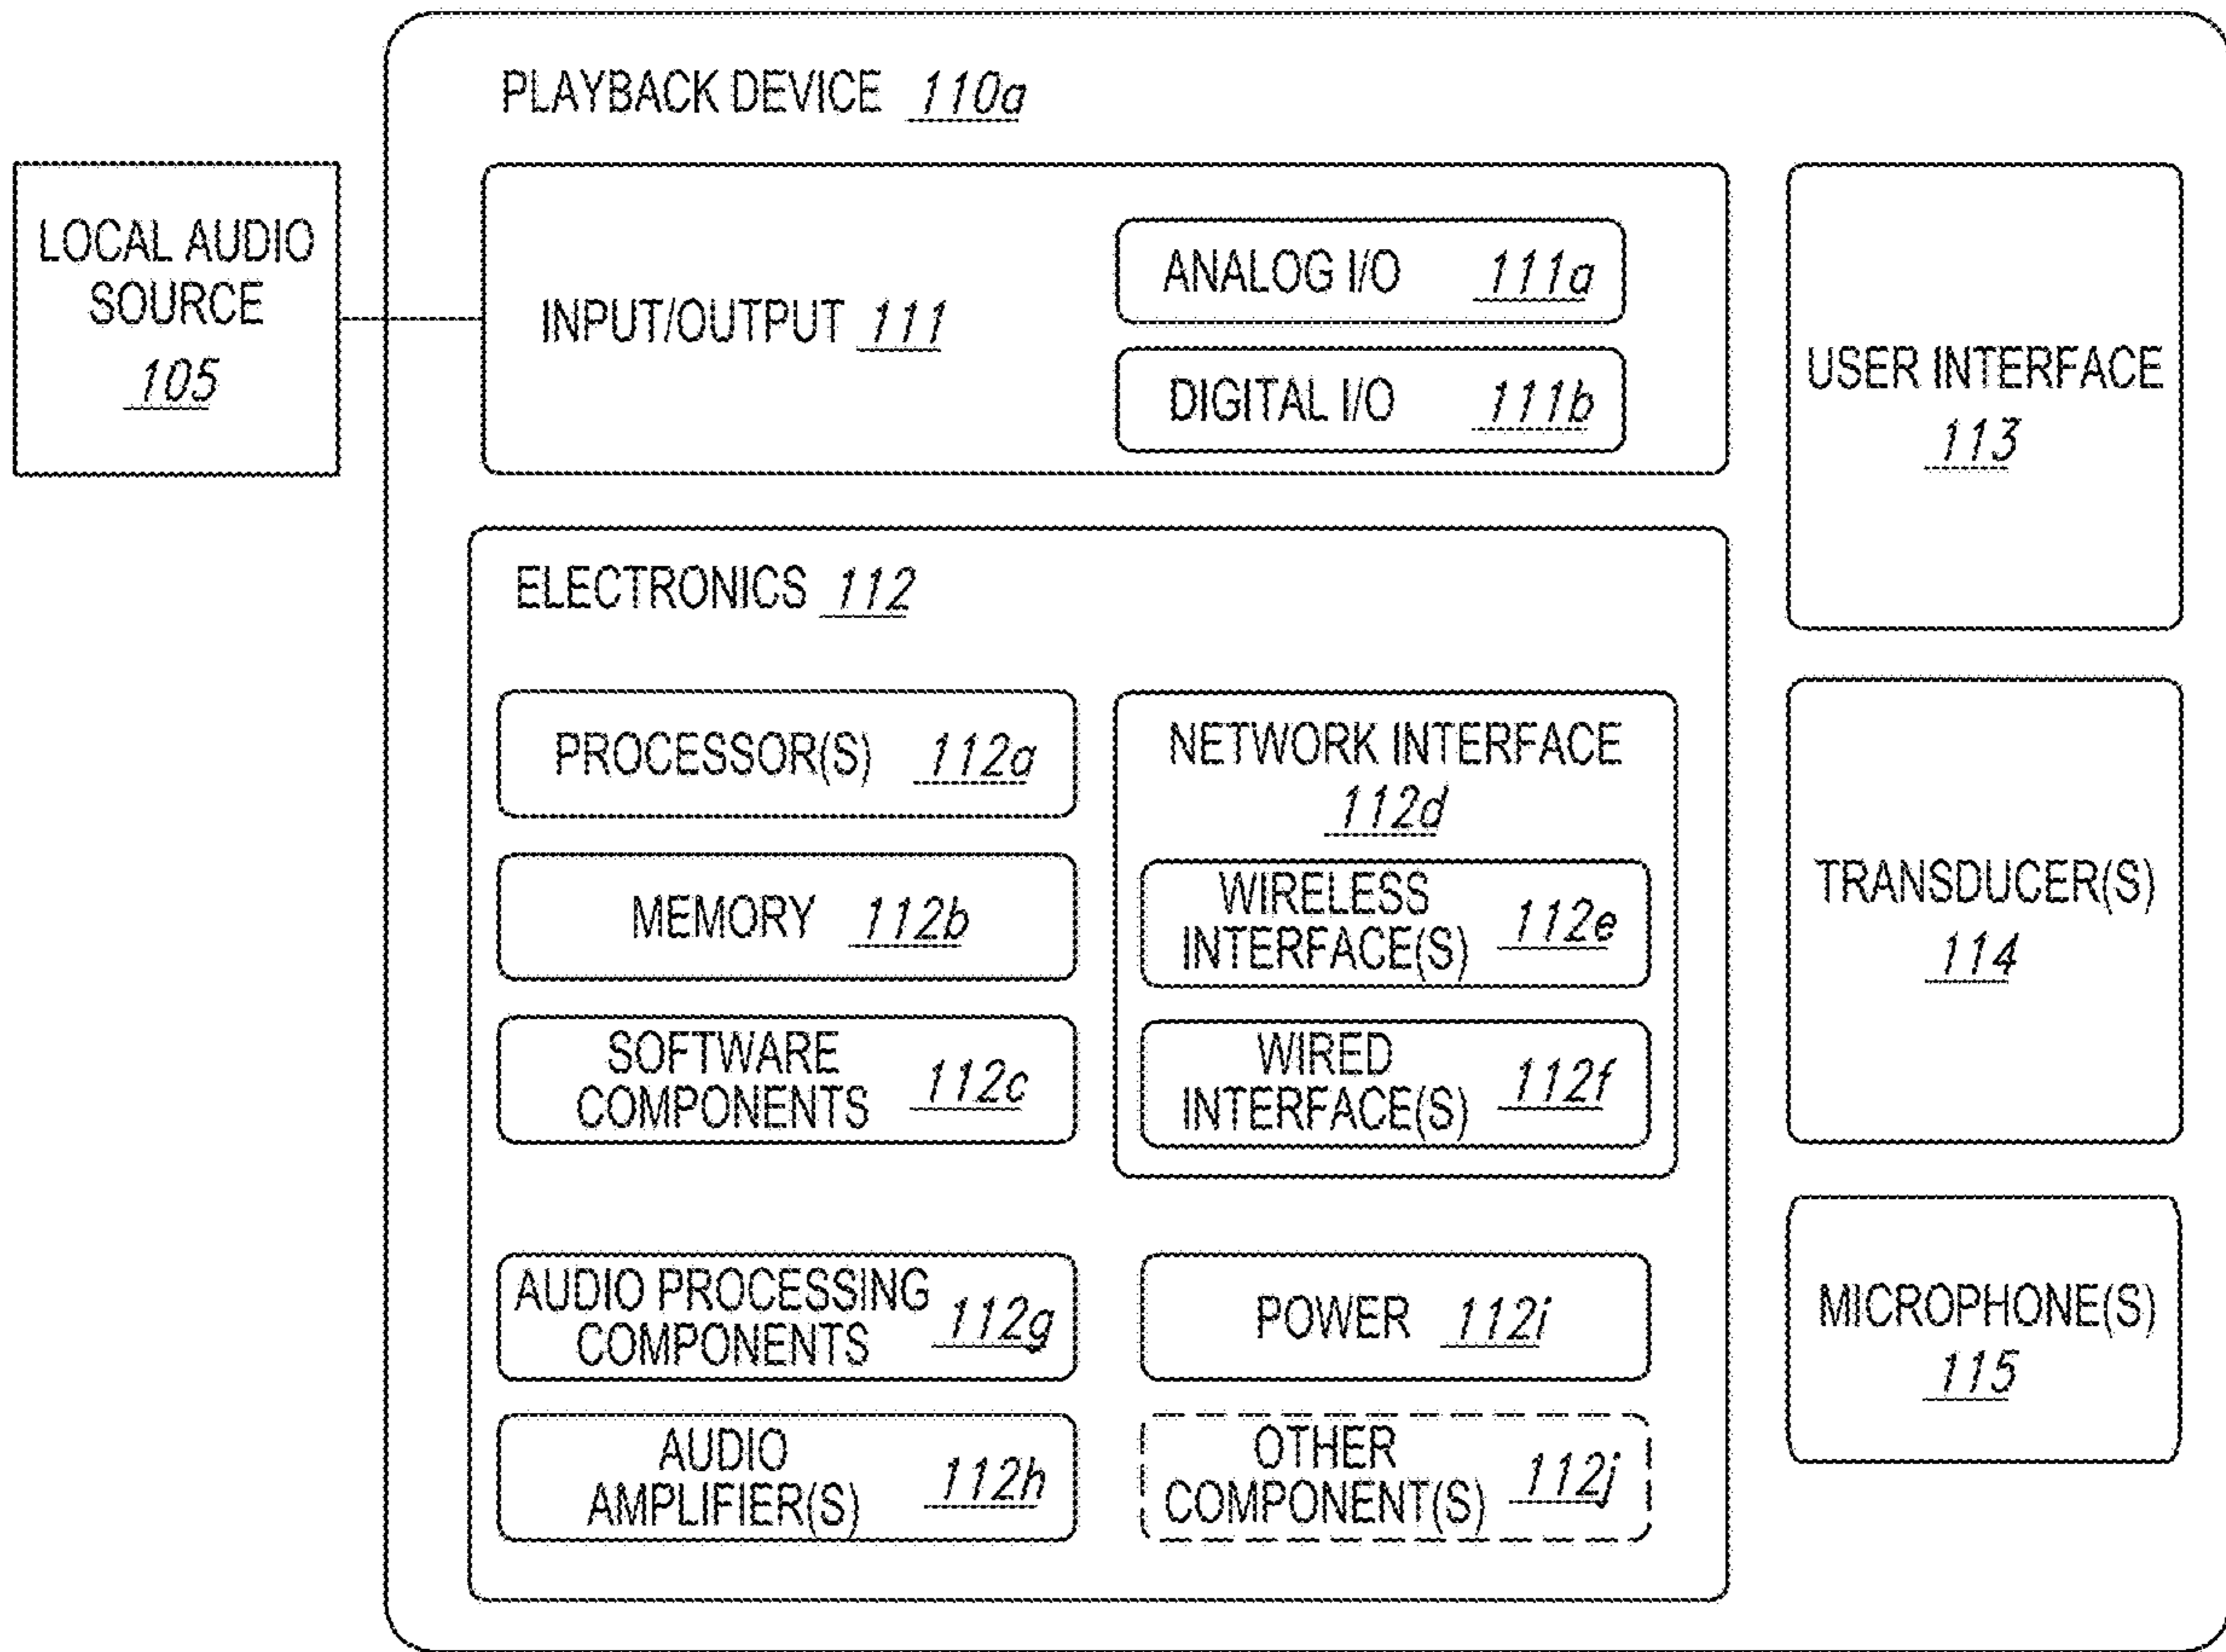 PLAYBACK DEVICE 110a
LOCAL AUDIO
SOURCE
105
INPUT/OUTPUT 111
ANALOG I/O 111a
DIGITAL I/O 111b
USER INTERFACE
113
ELECTRONICS 112
PROCESSOR(S) 112a
MEMORY 112b
SOFTWARE
COMPONENTS 112c
NETWORK INTERFACE
112d
WIRELESS
INTERFACE(S) 112e
WIRED
INTERFACE(S) 112f
TRANSDUCER(S)
114
AUDIO PROCESSING
COMPONENTS 112g
POWER 112i
AUDIO
AMPLIFIER(S) 112h
OTHER
COMPONENT(S) 112j
MICROPHONE(S)
115